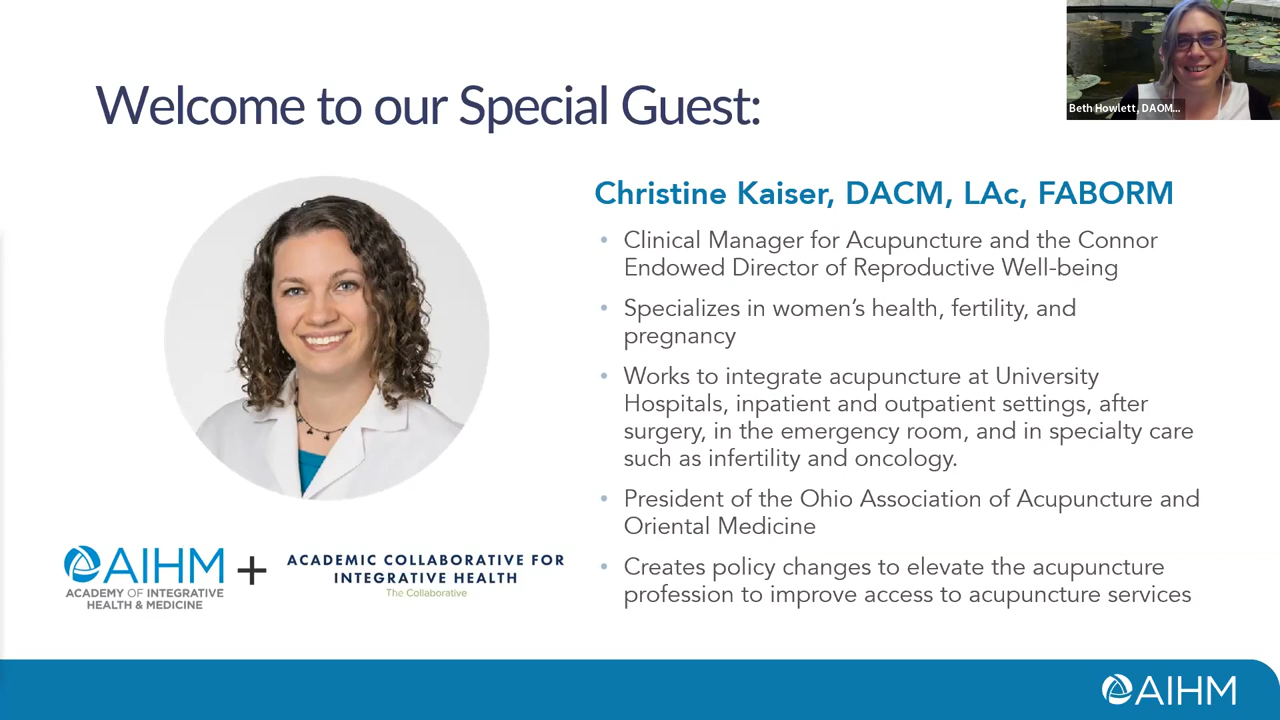 Beth Howlett, DAOM...
Welcome to our Special Guest:
Christine Kaiser, DACM, LAc, FABORM
• Clinical Manager for Acupuncture and the Connor
Endowed Director of Reproductive Well-being
• Specializes in women's health, fertility, and
pregnancy
• Works to integrate acupuncture at University
Hospitals, inpatient and outpatient settings, after
surgery, in the emergency room, and in specialty care
such as infertility and oncology.
• President of the Ohio Association of Acupuncture and
Oriental Medicine
• Creates policy changes to elevate the acupuncture
profession to improve access to acupuncture services
AIHM
ACADEMY OF INTEGRATIVE
HEALTH & MEDICINE
+
ACADEMIC COLLABORATIVE FOR
INTEGRATIVE HEALTH
The Collaborative
AIHM